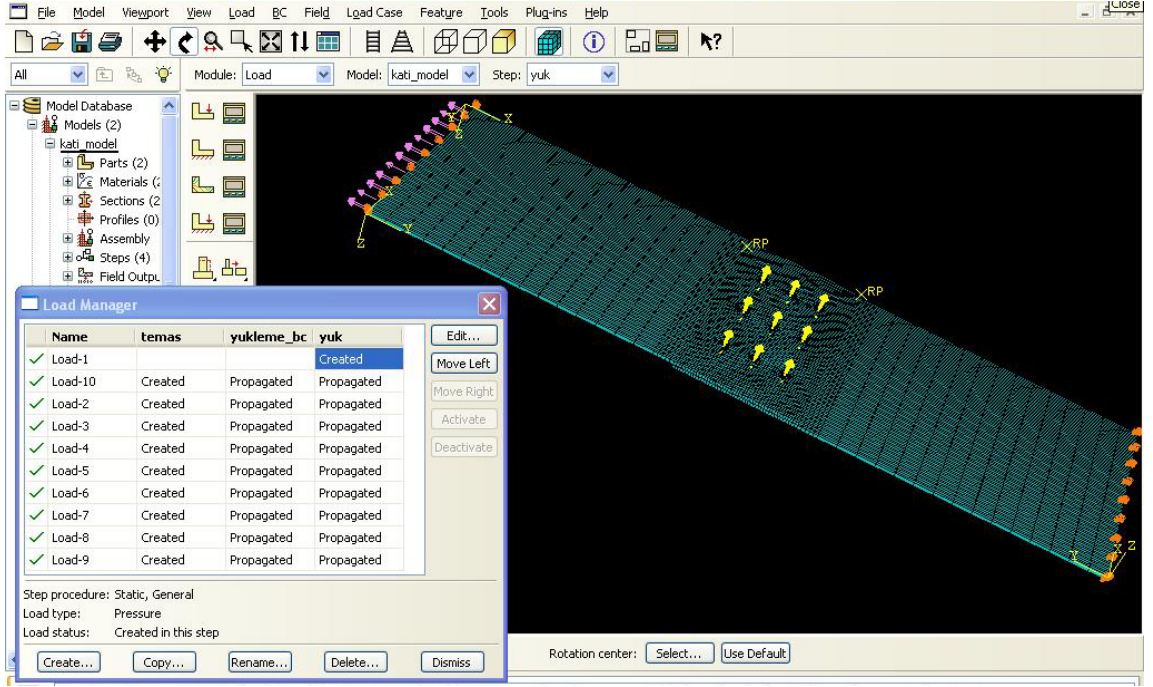 File Model Viewport View Load BC Field Load Case Feature Tools Plug-ins Help
Close
All Module: Load Model: kati_model Step: yuk
Model Database
Models (2)
kati_model
Parts (2)
Materials (2
Sections (2
Profiles (0)
Assembly
Steps (4)
Field Outpu
Load Manager
Name temas yukleme_bc yuk
Load-1 Created
Load-10 Created Propagated Propagated
Load-2 Created Propagated Propagated
Load-3 Created Propagated Propagated
Load-4 Created Propagated Propagated
Load-5 Created Propagated Propagated
Load-6 Created Propagated Propagated
Load-7 Created Propagated Propagated
Load-8 Created Propagated Propagated
Load-9 Created Propagated Propagated
Edit...
Move Left
Move Right
Activate
Deactivate
Step procedure: Static, General
Load type: Pressure
Load status: Created in this step
Create... Copy... Rename... Delete... Dismiss
Y X
Z
X
Y
Z
RP
RP
Z
Y X
Rotation center: Select... Use Default